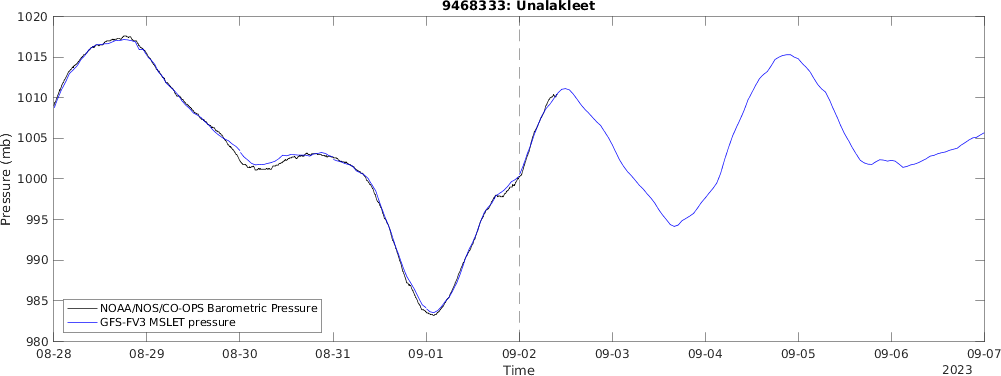 9468333: Unalakleet
Pressure (mb)
1020
1015
1010
1005
1000
995
990
985
980
NOAA/NOS/CO-OPS Barometric Pressure
GFS-FV3 MSLET pressure
08-28 08-29 08-30 08-31 09-01 09-02 09-03 09-04 09-05 09-06 09-07
Time
2023